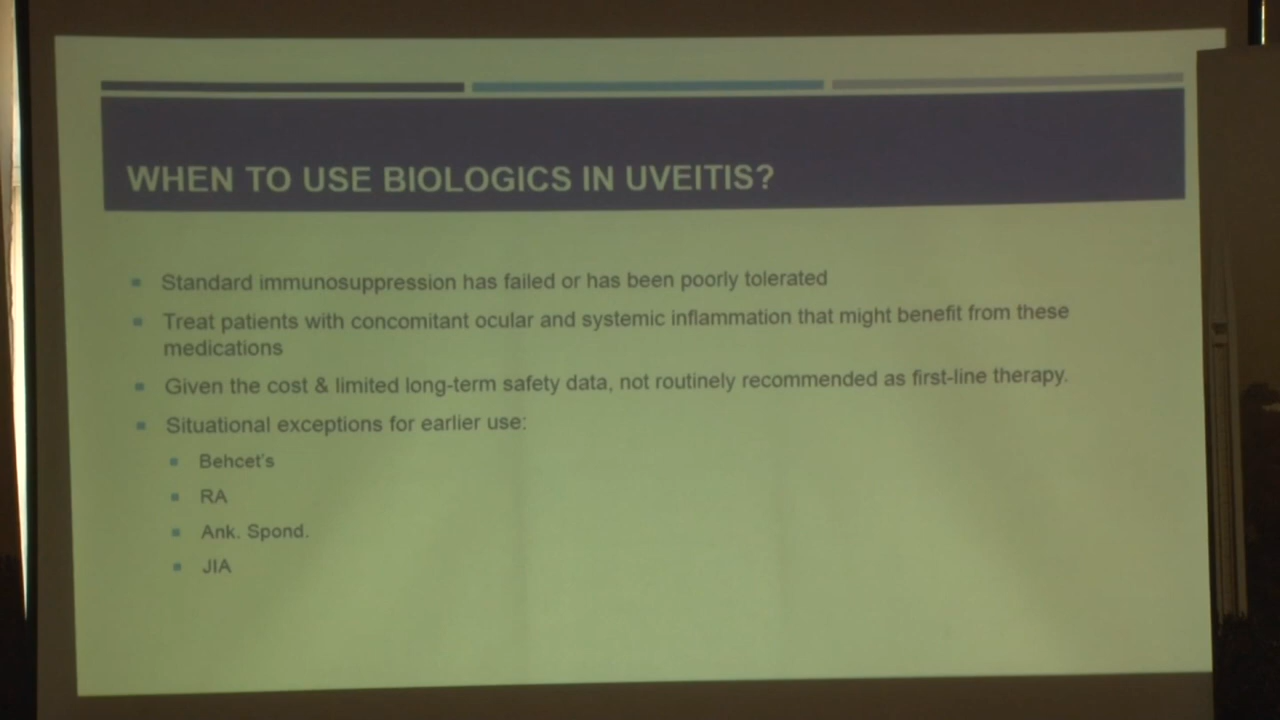 WHEN TO USE BIOLOGICS IN UVEITIS?
Standard immunosuppression has failed or has been poorly tolerated
Treat patients with concomitant ocular and systemic inflammation that might benefit from these
medications
Given the cost & limited long-term safety data, not routinely recommended as first-line therapy.
Situational exceptions for earlier use:
Behcet's
RA
Ank. Spond.
JIA